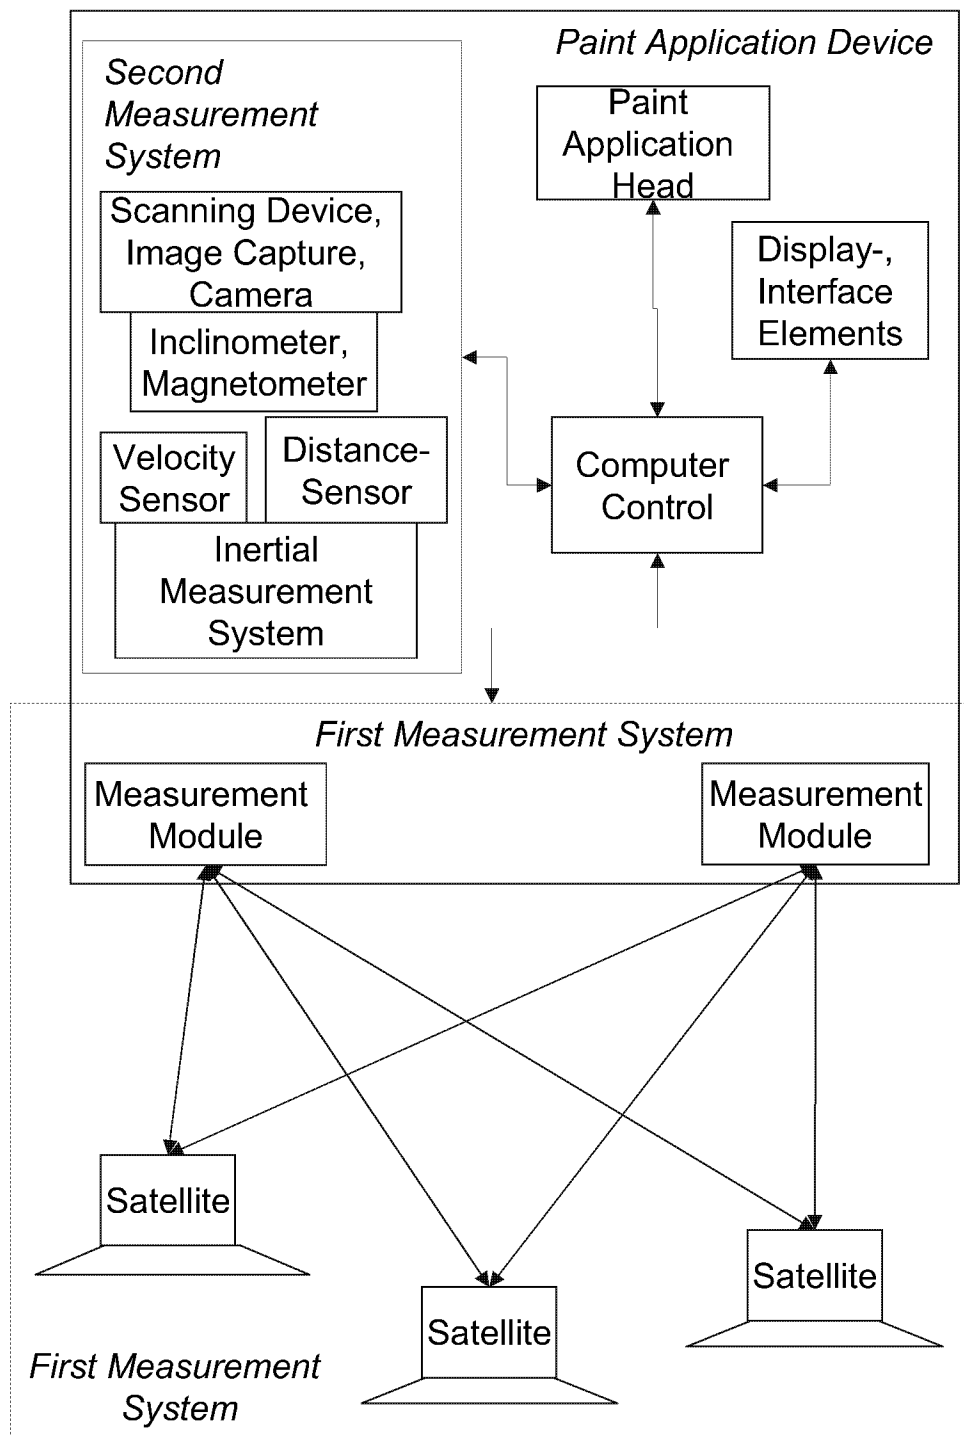 Paint Application Device
Second
Measurement
System
Paint
Application
Head
Scanning Device,
Image Capture,
Camera
Display-,
Interface
Elements
Inclinometer,
Magnetometer
Velocity
Sensor
Distance-
Sensor
Computer
Control
Inertial
Measurement
System
First Measurement System
Measurement
Module
Measurement
Module
Satellite
Satellite
Satellite
First Measurement
System